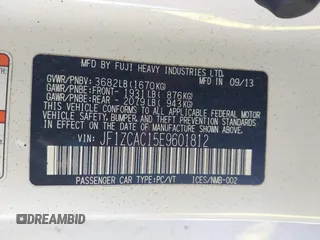 MFD BY FUJI HEAVY INDUSTRIES LTD.
GVWR/PNBV: 3682LB(1670KG) 09/13
GAWR/PNBE:FRONT- 1931LB( 876KG)
GAWR/PNBE:REAR - 2079LB( 943KG)
THIS VEHICLE CONFORMS TO ALL APPLICABLE FEDERAL MOTOR
VEHICLE SAFETY, BUMPER, AND THEFT PREVENTION
STANDARDS IN EFFECT ON THE DATE OF MANUFACTURE
SHOWN ABOVE.
VIN: JF1ZCAC15E9601812
PASSENGER CAR TYPE:PC/VT ICES/NMB-002